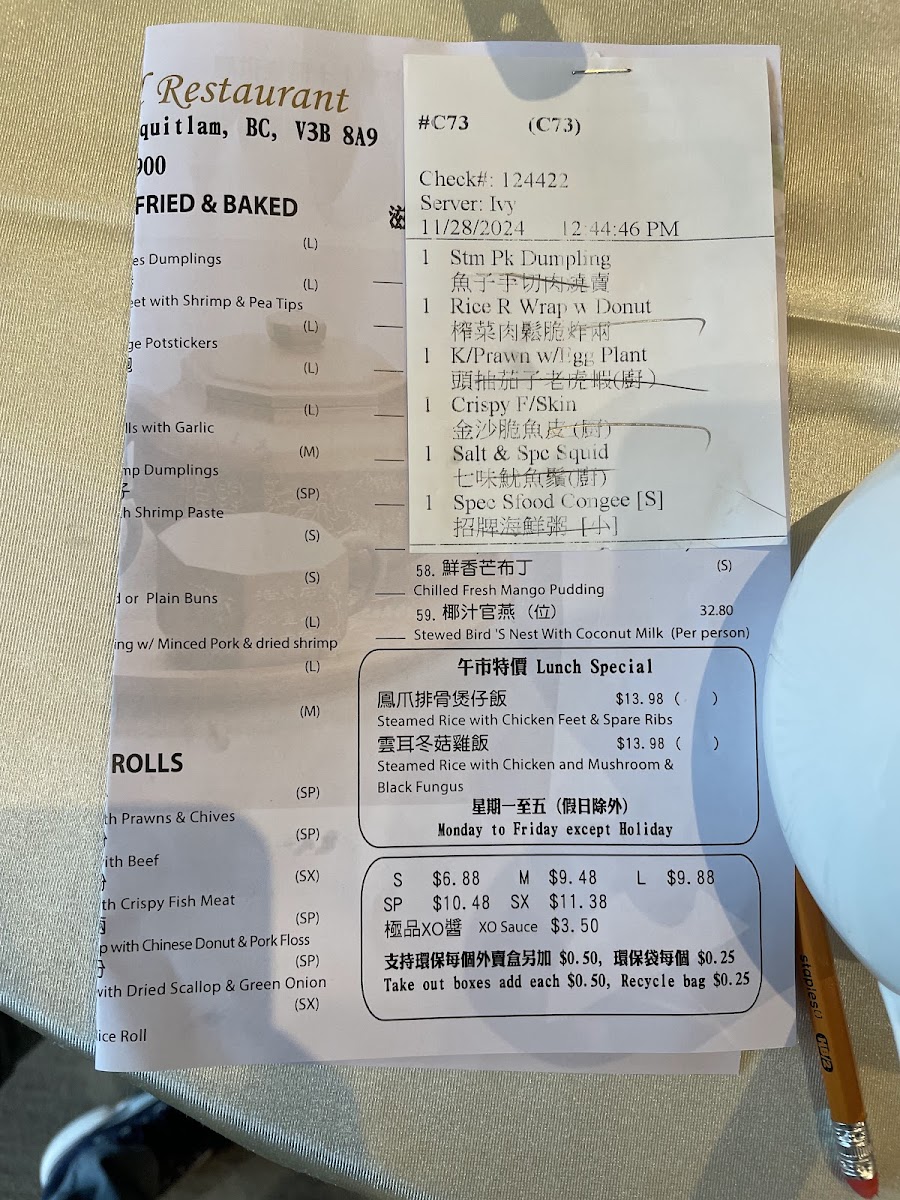 Restaurant
quitlam, BC, V3B 8A9
900
FRIED & BAKED
(L)
es Dumplings
(L)
eet with Shrimp & Pea Tips
(L)
ge Potstickers
(L)
(L)
lls with Garlic
(M)
mp Dumplings
(SP)
子
h Shrimp Paste
(S)
(S)
d or Plain Buns
(L)
ing w/ Minced Pork & dried shrimp
(L)
(M)
ROLLS
(SP)
th Prawns & Chives
(SP)
ith Beef
(SX)
th Crispy Fish Meat
(SP)
p with Chinese Donut & Pork Floss
(SP)
with Dried Scallop & Green Onion
(SX)
ice Roll
滋
#C73 (C73)
Check#: 124422
Server: Ivy
11/28/2024 12:44:46 PM
1 Stm Pk Dumpling
魚子手切肉燒賣
1 Rice R Wrap w Donut
榨菜肉鬆脆炸兩
1 K/Prawn w/Egg Plant
頭抽茄子老虎蝦(廚)
1 Crispy F/Skin
金沙脆魚皮(廚)
1 Salt & Spc Squid
七味魷魚鬚(廚)
1 Spec Sfood Congee [S]
招牌海鮮粥 [小]
58. 鮮香芒布丁 (S)
Chilled Fresh Mango Pudding
59. 椰汁官燕（位） 32.80
Stewed Bird 'S Nest With Coconut Milk (Per person)
午市特價 Lunch Special
鳳爪排骨煲仔飯 $13.98 ( )
Steamed Rice with Chicken Feet & Spare Ribs
雲耳冬菇雞飯 $13.98 ( )
Steamed Rice with Chicken and Mushroom &
Black Fungus
星期一至五（假日除外）
Monday to Friday except Holiday
S $6.88 M $9.48 L $9.88
SP $10.48 SX $11.38
極品XO醬 XO Sauce $3.50
支持環保每個外賣盒另加 $0.50, 環保袋每個 $0.25
Take out boxes add each $0.50, Recycle bag $0.25
staples